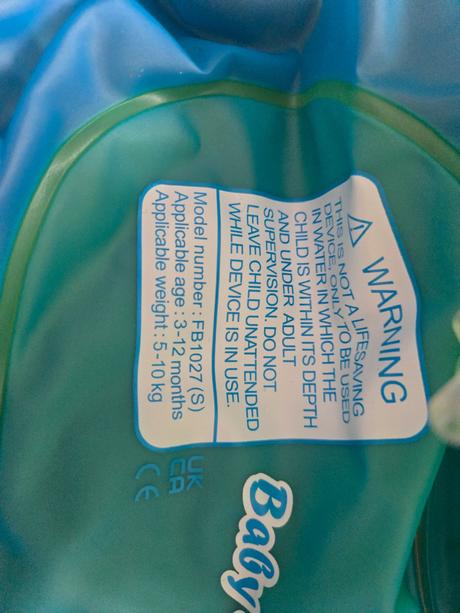 ⚠ WARNING
THIS IS NOT A LIFESAVING
DEVICE, ONLY TO BE USED
IN WATER IN WHICH THE
CHILD IS WITHIN ITS DEPTH
AND UNDER ADULT
SUPERVISION. DO NOT
LEAVE CHILD UNATTENDED
WHILE DEVICE IS IN USE.
Model number : FB1027 (S)
Applicable age : 3-12 months
Applicable weight : 5-10 kg
UK
CA
CE
Baby